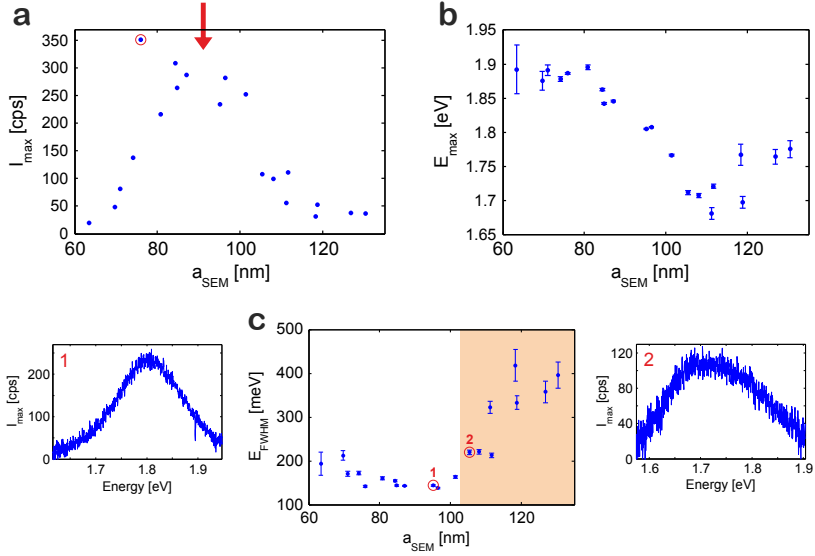 a
I_max [cps]
350
300
250
200
150
100
50
0
60 80 100 120
a_SEM [nm]
b
E_max [eV]
1.95
1.9
1.85
1.8
1.75
1.7
1.65
60 80 100 120
a_SEM [nm]
1
I_max [cps]
200
100
0
1.7 1.8 1.9
Energy [eV]
c
E_FWHM [meV]
500
400
300
200
100
1
2
60 80 100 120
a_SEM [nm]
2
I_max [cps]
120
80
40
0
1.6 1.7 1.8 1.9
Energy [eV]